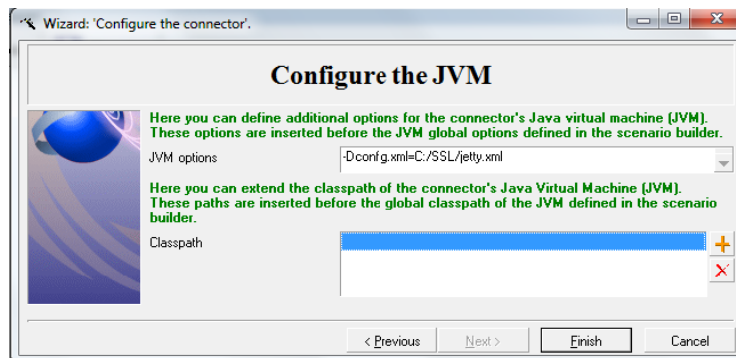 Wizard: 'Configure the connector'.
Configure the JVM
Here you can define additional options for the connector's Java virtual machine (JVM).
These options are inserted before the JVM global options defined in the scenario builder.
JVM options
-Dconfg.xml=C:/SSL/jetty.xml
Here you can extend the classpath of the connector's Java Virtual Machine (JVM).
These paths are inserted before the global classpath of the JVM defined in the scenario
builder.
Classpath
< Previous
Next >
Finish
Cancel